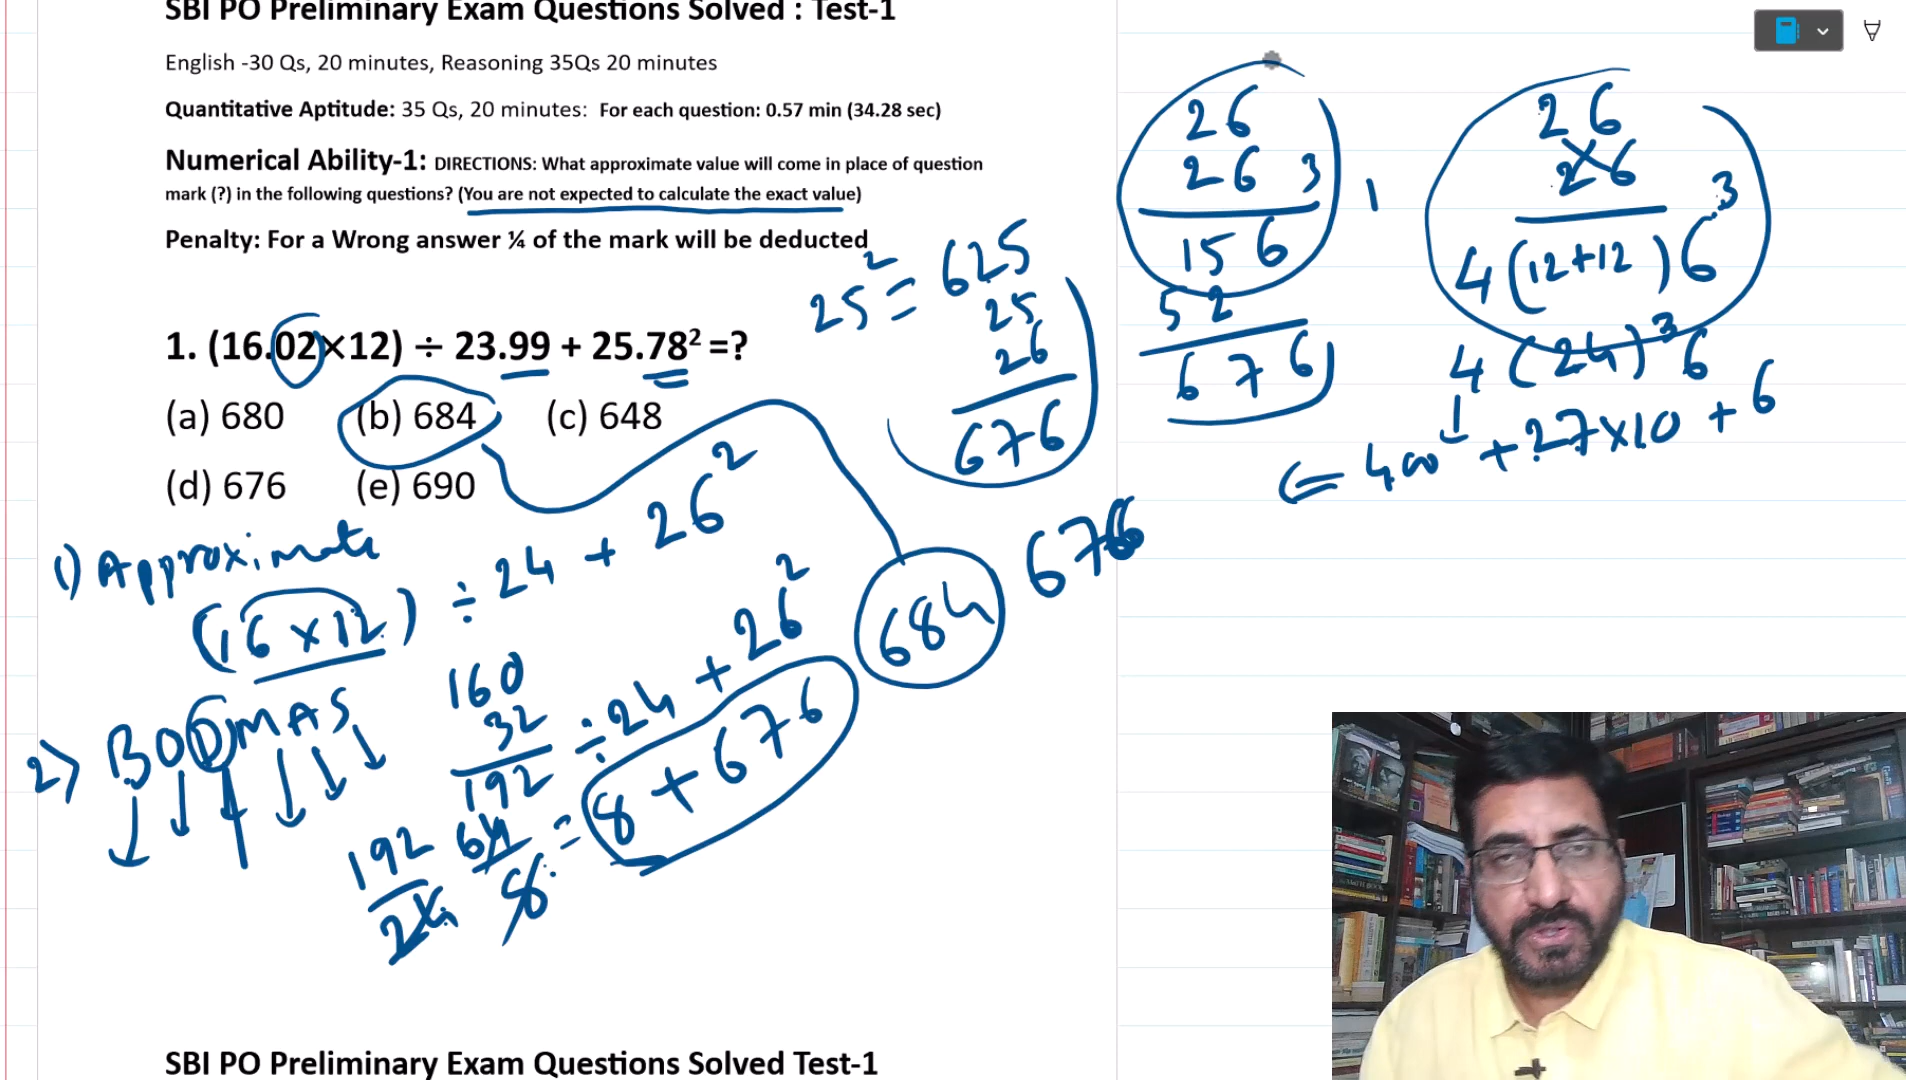 SBI PO Preliminary Exam Questions Solved : Test-1
English -30 Qs, 20 minutes, Reasoning 35Qs 20 minutes
Quantitative Aptitude: 35 Qs, 20 minutes: For each question: 0.57 min (34.28 sec)
Numerical Ability-1: DIRECTIONS: What approximate value will come in place of question
mark (?) in the following questions? (You are not expected to calculate the exact value)
Penalty: For a Wrong answer ¼ of the mark will be deducted
1. (16.02×12) ÷ 23.99 + 25.78² =?
(a) 680 (b) 684 (c) 648
(d) 676 (e) 690
1) Approximate
(16 × 12) ÷ 24 + 26²
2) BODMAS
160
32
192 ÷ 24 + 26²
192
24
64
8
= 8 + 676
684
676
25² = 625
25
26
676
26
26 3
156
52
676
1
26
× 26
4 (12+12) 6 3
4 (24)³ 6
= 400 + 27×10 + 6
SBI PO Preliminary Exam Questions Solved Test-1